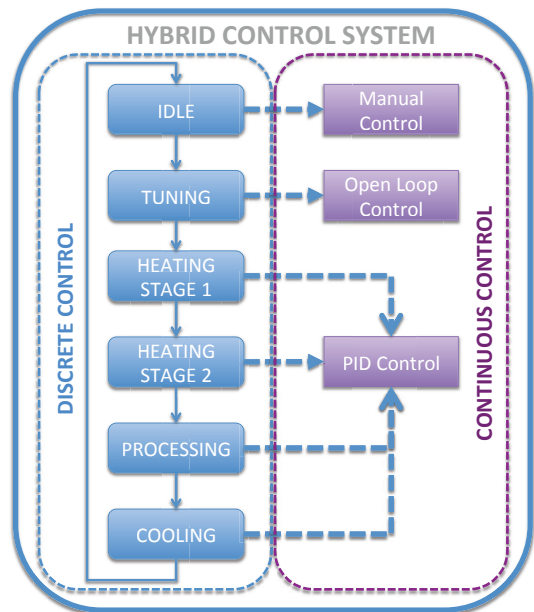 HYBRID CONTROL SYSTEM
DISCRETE CONTROL
IDLE
TUNING
HEATING
STAGE 1
HEATING
STAGE 2
PROCESSING
COOLING
Manual
Control
Open Loop
Control
PID Control
CONTINUOUS CONTROL